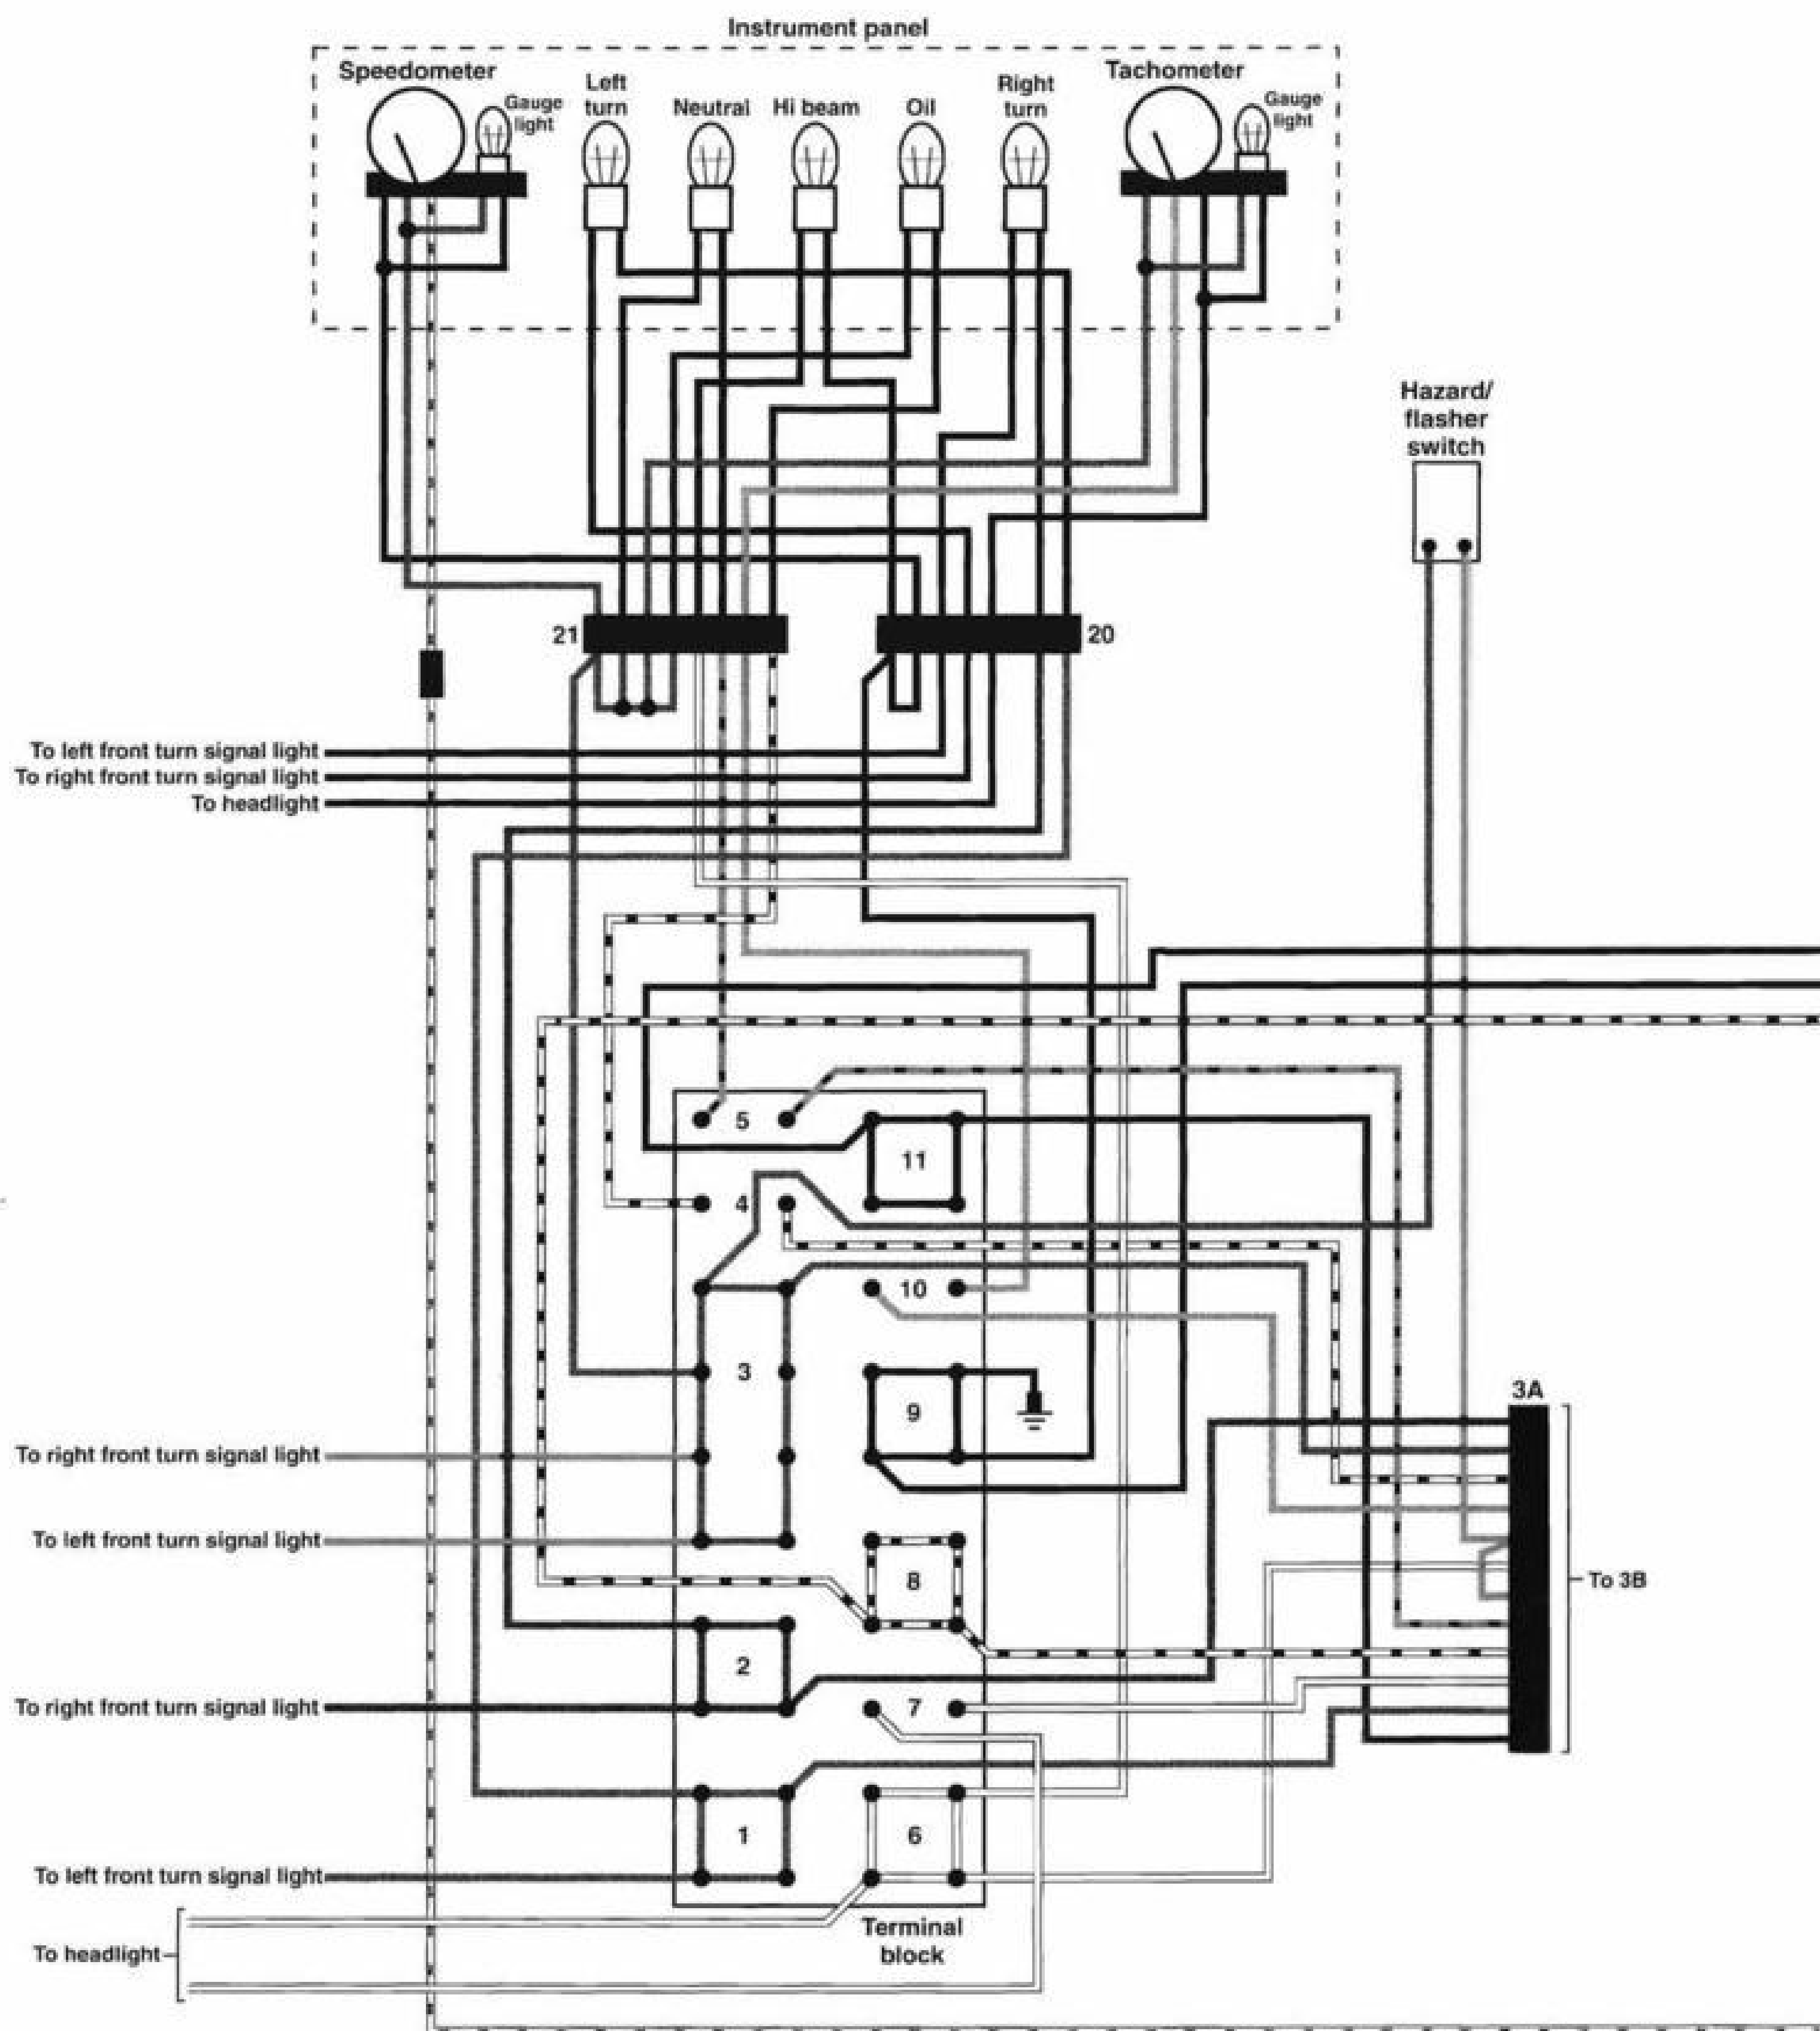 Instrument panel
Speedometer
Gauge
light
Left
turn
Neutral
Hi beam
Oil
Right
turn
Tachometer
Gauge
light
Hazard/
flasher
switch
21
20
To left front turn signal light
To right front turn signal light
To headlight
5
11
4
10
3
9
3A
To right front turn signal light
To left front turn signal light
8
To 3B
2
To right front turn signal light
7
1
6
To left front turn signal light
Terminal
block
To headlight